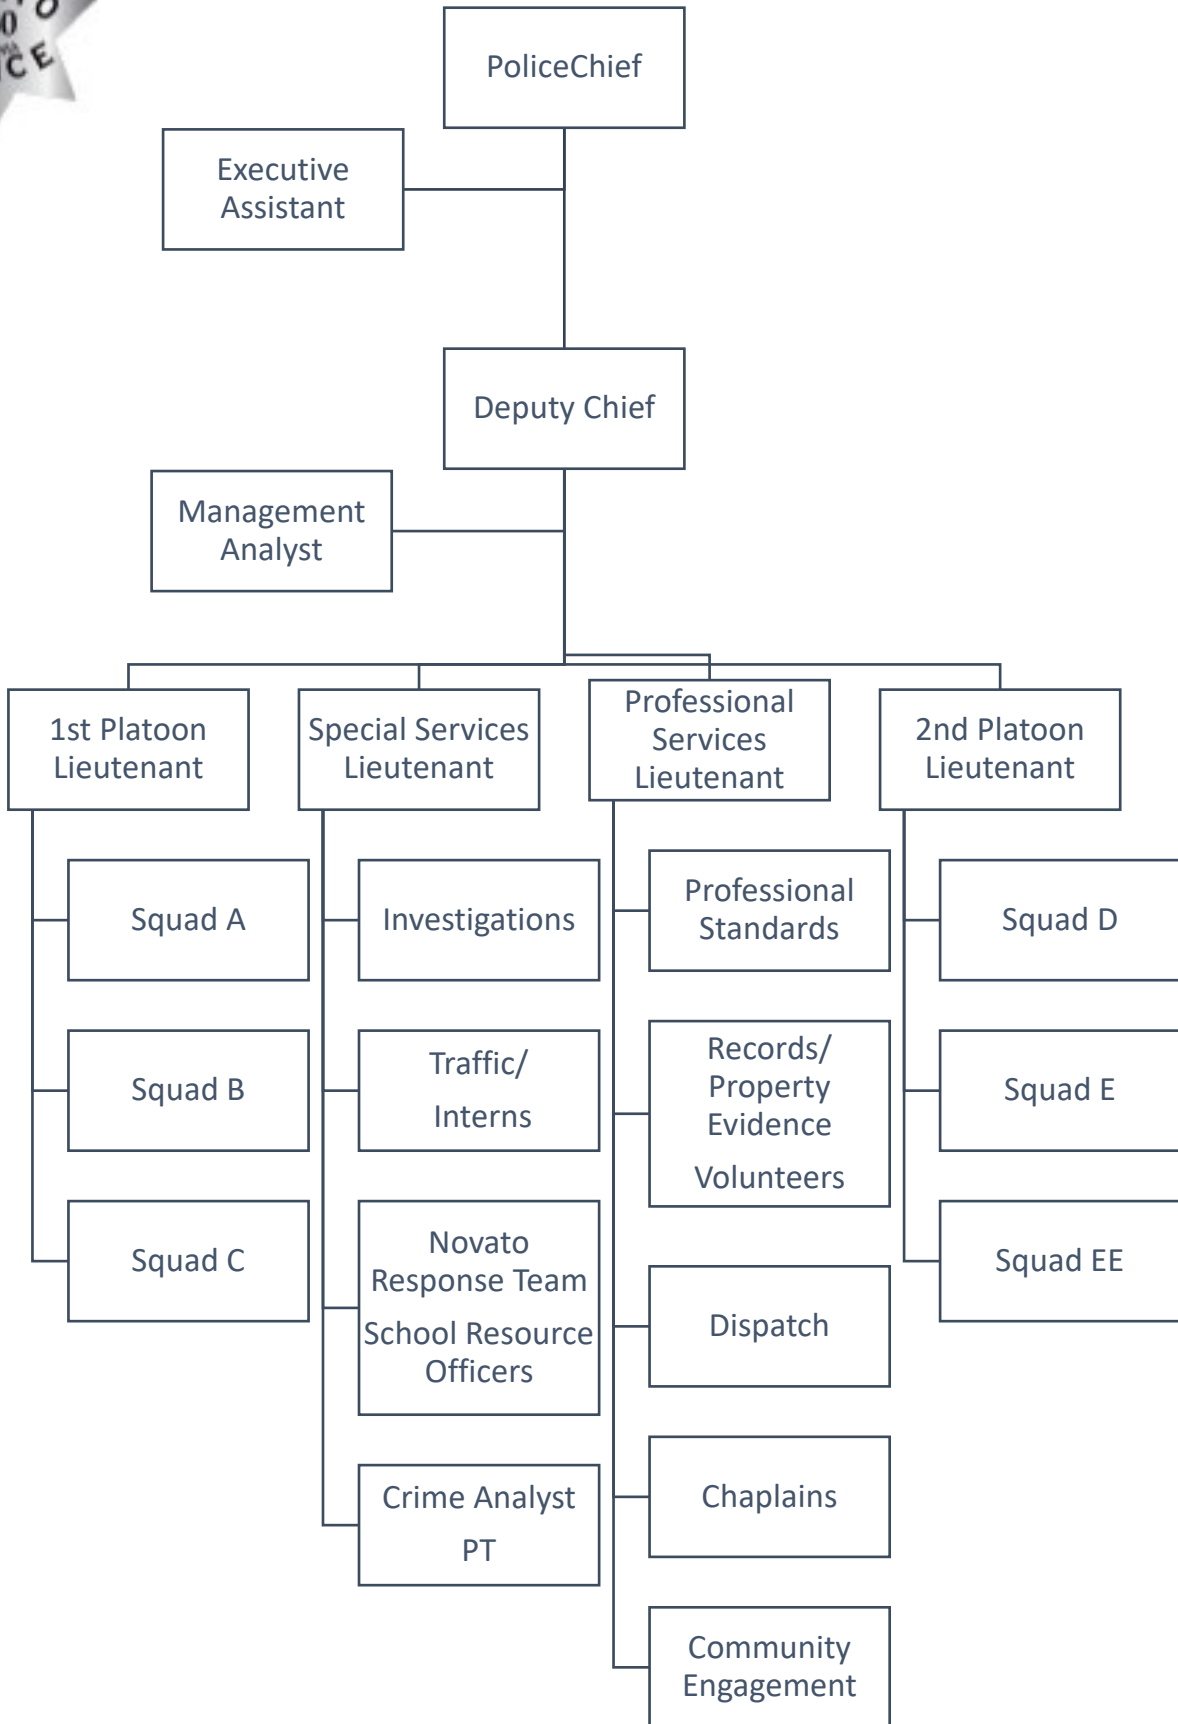 PoliceChief
Executive
Assistant
Deputy Chief
Management
Analyst
1st Platoon
Lieutenant
Special Services
Lieutenant
Professional
Services
Lieutenant
2nd Platoon
Lieutenant
Squad A
Squad B
Squad C
Investigations
Traffic/
Interns
Novato
Response Team
School Resource
Officers
Crime Analyst
PT
Professional
Standards
Records/
Property
Evidence
Volunteers
Dispatch
Chaplains
Community
Engagement
Squad D
Squad E
Squad EE